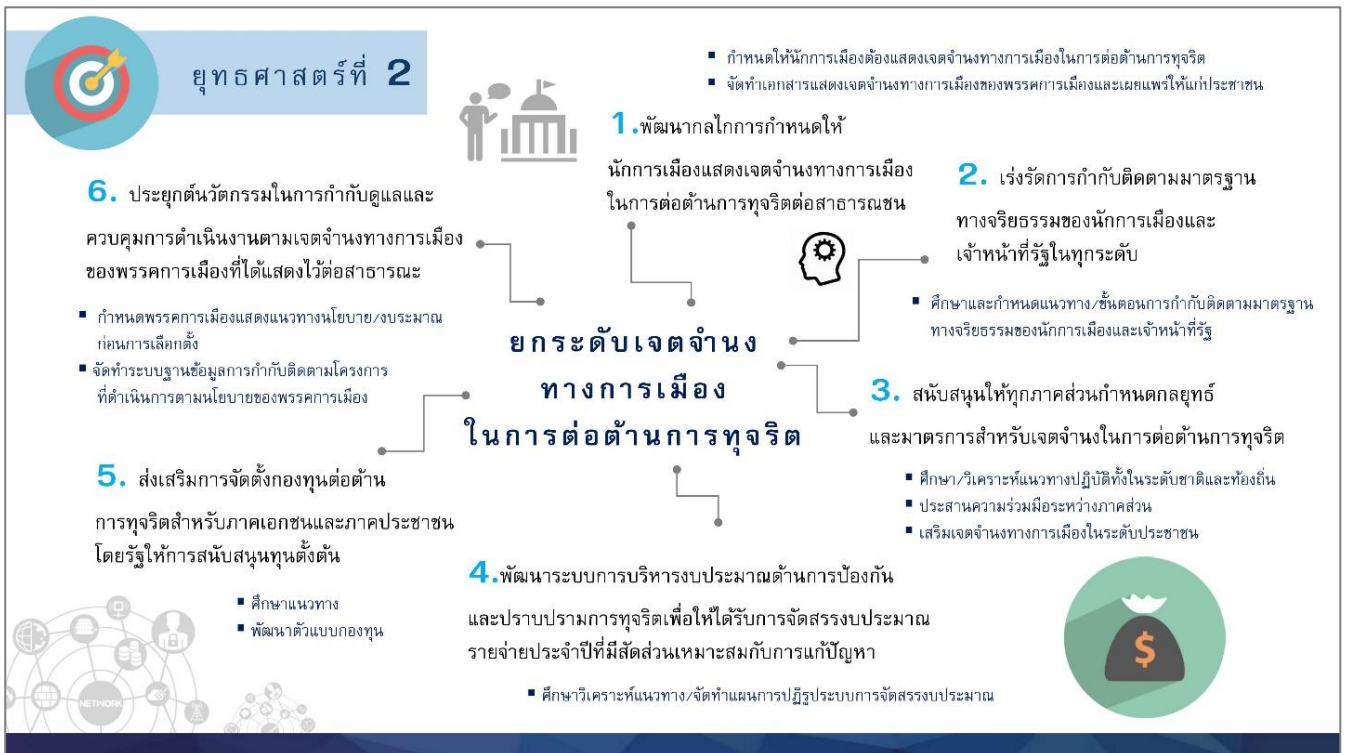 ยุทธศาสตร์ที่ 2
▪ กำหนดให้นักการเมืองต้องแสดงเจตจำนงทางการเมืองในการต่อต้านการทุจริต
▪ จัดทำเอกสารแสดงเจตจำนงทางการเมืองของพรรคการเมืองและเผยแพร่ให้แก่ประชาชน
1.พัฒนากลไกการกำหนดให้
นักการเมืองแสดงเจตจำนงทางการเมือง
ในการต่อต้านการทุจริตต่อสาธารณชน
2. เร่งรัดการกำกับติดตามมาตรฐาน
ทางจริยธรรมของนักการเมืองและ
เจ้าหน้าที่รัฐในทุกระดับ
▪ ศึกษาและกำหนดแนวทาง/ขั้นตอนการกำกับติดตามมาตรฐาน
ทางจริยธรรมของนักการเมืองและเจ้าหน้าที่รัฐ
ยกระดับเจตจำนง
ทางการเมือง
ในการต่อต้านการทุจริต
3. สนับสนุนให้ทุกภาคส่วนกำหนดกลยุทธ์
และมาตรการสำหรับเจตจำนงในการต่อต้านการทุจริต
▪ ศึกษา/วิเคราะห์แนวทางปฏิบัติทั้งในระดับชาติและท้องถิ่น
▪ ประสานความร่วมมือระหว่างภาคส่วน
▪ เสริมเจตจำนงทางการเมืองในระดับประชาชน
4.พัฒนาระบบการบริหารงบประมาณด้านการป้องกัน
และปราบปรามการทุจริตเพื่อให้ได้รับการจัดสรรงบประมาณ
รายจ่ายประจำปีที่มีสัดส่วนเหมาะสมกับการแก้ปัญหา
▪ ศึกษาวิเคราะห์แนวทาง/จัดทำแผนการปฏิรูประบบการจัดสรรงบประมาณ
5. ส่งเสริมการจัดตั้งกองทุนต่อต้าน
การทุจริตสำหรับภาคเอกชนและภาคประชาชน
โดยรัฐให้การสนับสนุนทุนตั้งต้น
▪ ศึกษาแนวทาง
▪ พัฒนาตัวแบบกองทุน
6. ประยุกต์นวัตกรรมในการกำกับดูแลและ
ควบคุมการดำเนินงานตามเจตจำนงทางการเมือง
ของพรรคการเมืองที่ได้แสดงไว้ต่อสาธารณะ
▪ กำหนดพรรคการเมืองแสดงแนวทางนโยบาย/งบประมาณ
ก่อนการเลือกตั้ง
▪ จัดทำระบบฐานข้อมูลการกำกับติดตามโครงการ
ที่ดำเนินการตามนโยบายของพรรคการเมือง
NETWORK
$